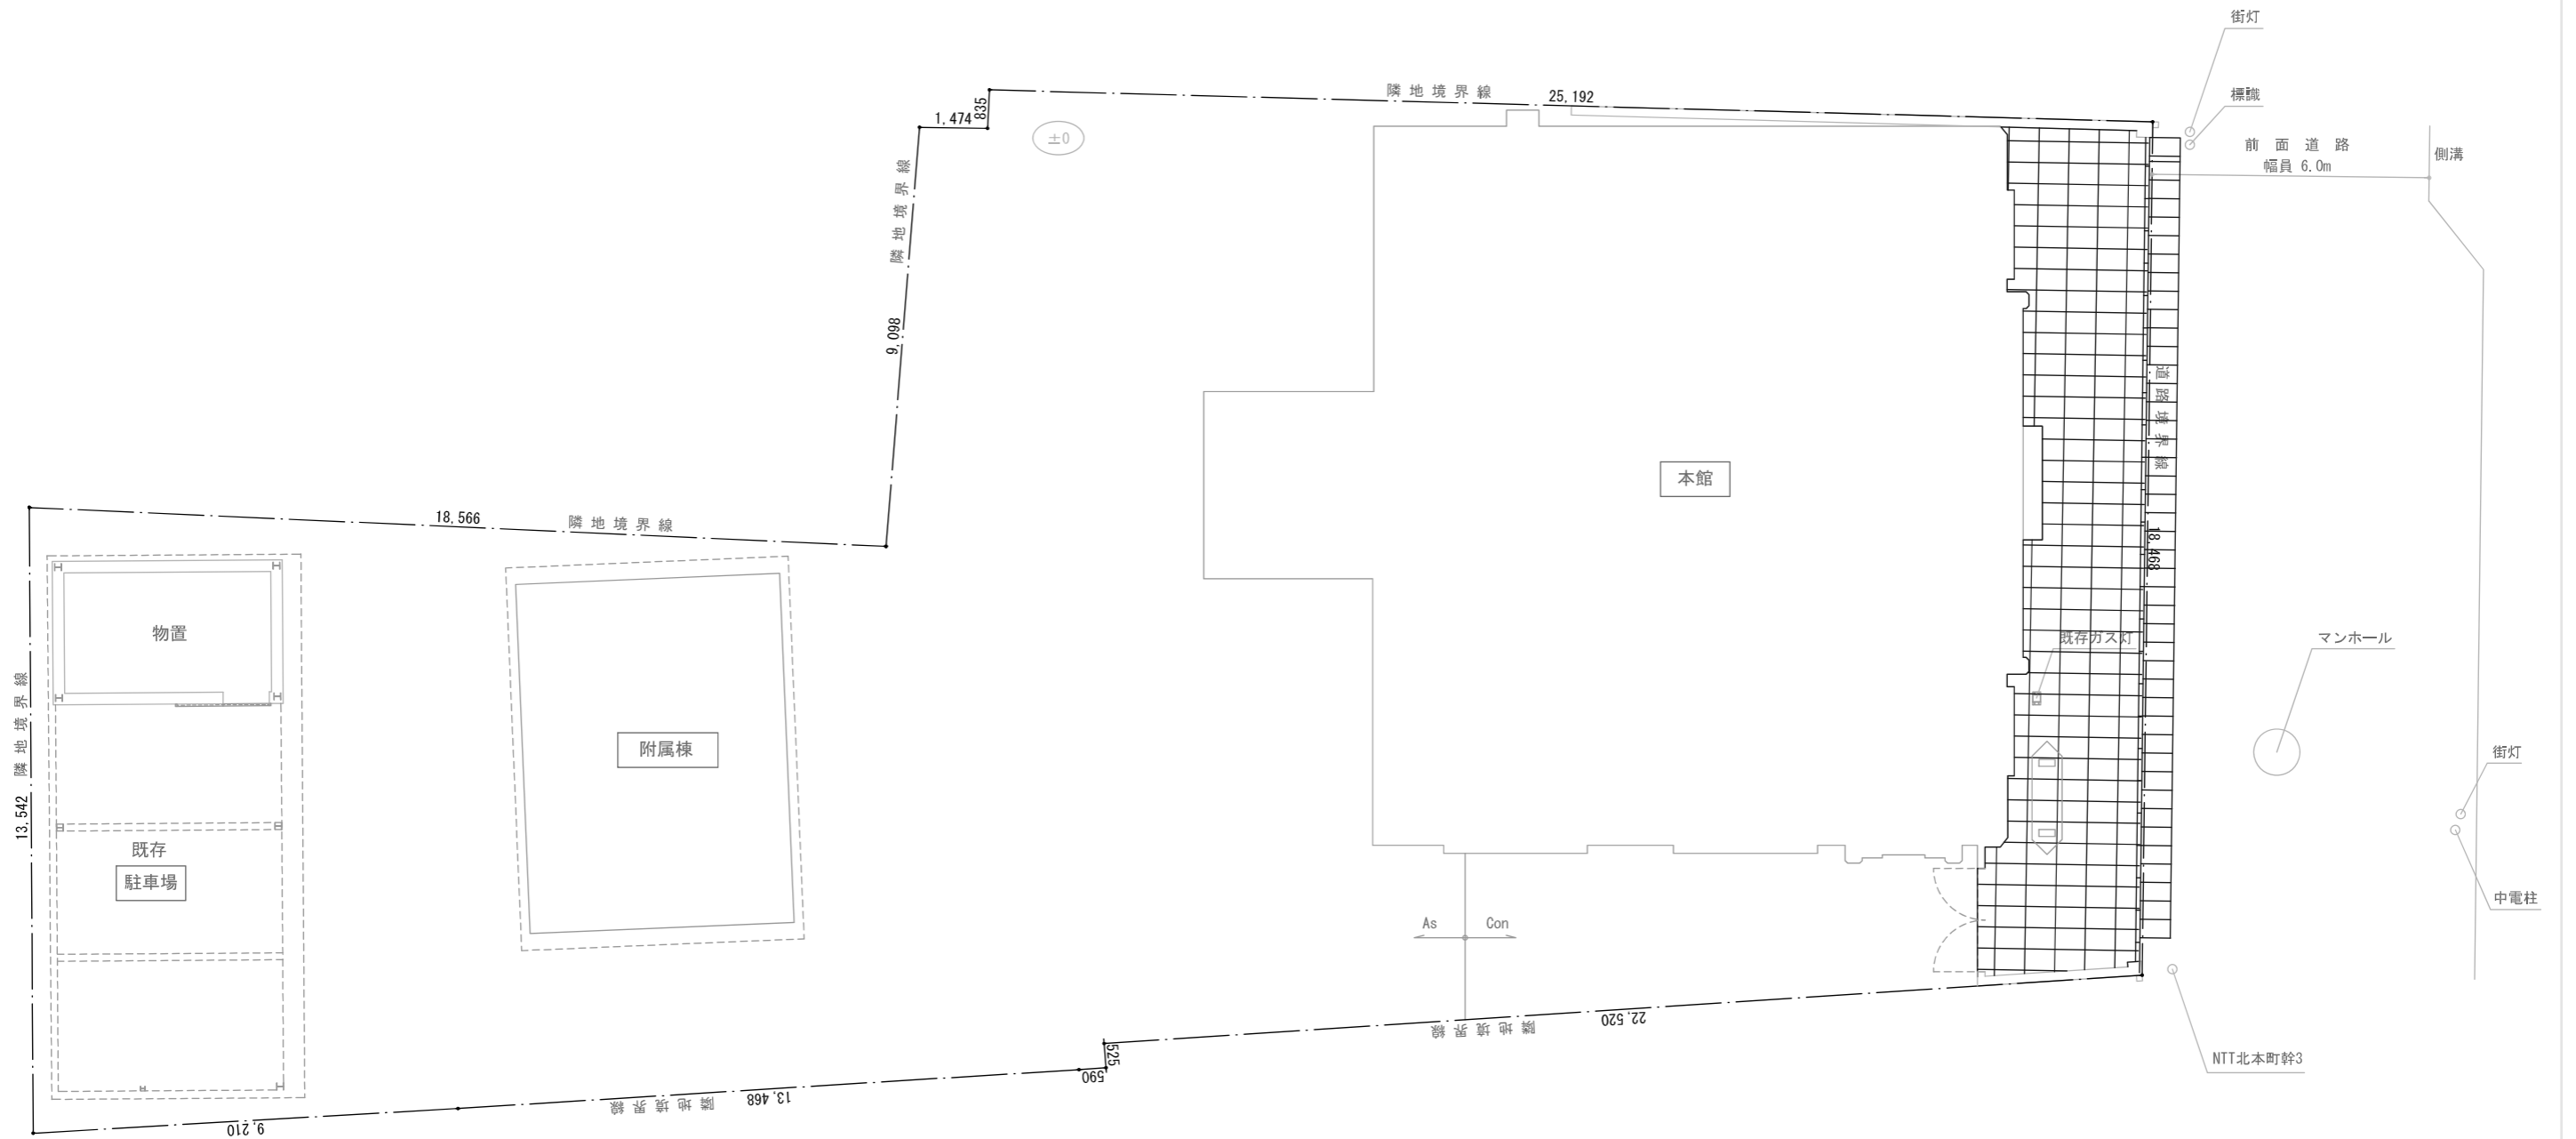 街灯
標識
前面道路
幅員 6.0m
側溝
隣地境界線
25,192
835
1,474
±0
隣地境界線
9,098
本館
道路境界線
18,468
18,566
隣地境界線
物置
既存ガス灯
マンホール
隣地境界線
13,542
附属棟
街灯
既存
駐車場
中電柱
As
Con
22,520
隣地境界線
525
590
NTT北本町幹3
13,468
隣地境界線
9,210